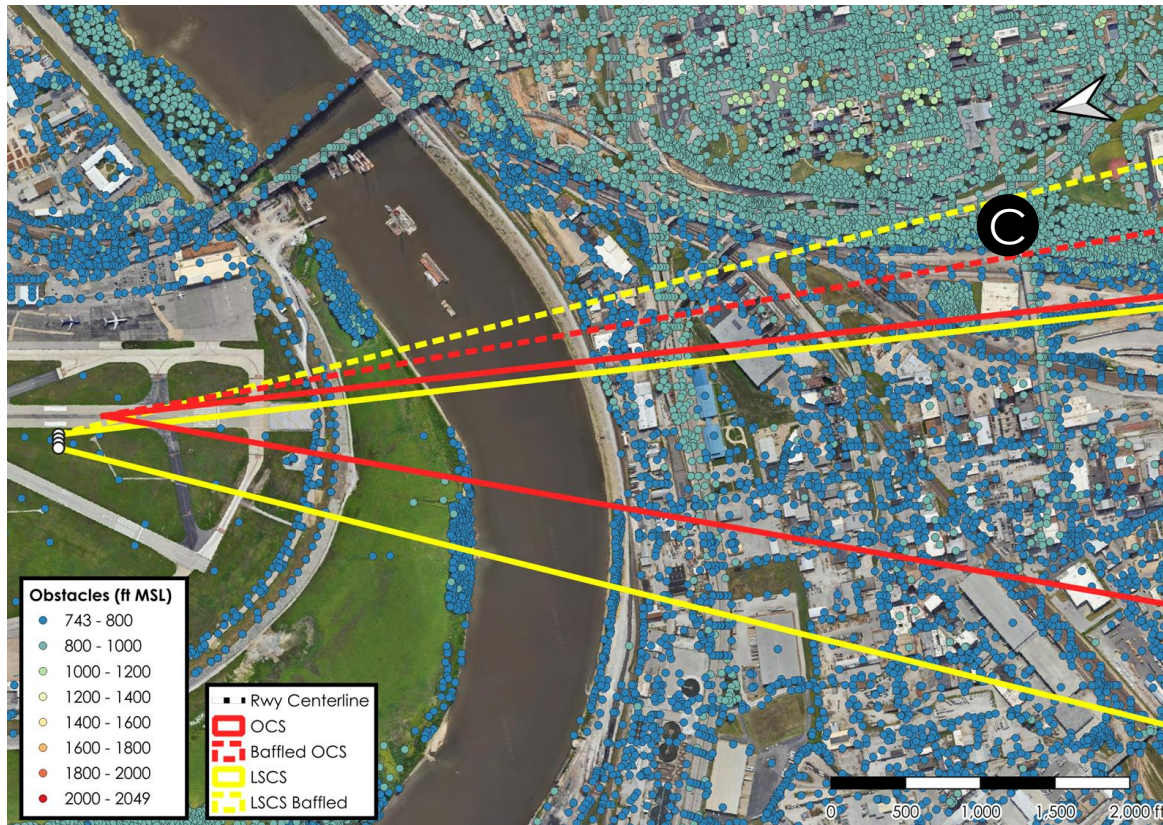 C
Obstacles (ft MSL)
743 - 800
800 - 1000
1000 - 1200
1200 - 1400
1400 - 1600
1600 - 1800
1800 - 2000
2000 - 2049
Rwy Centerline
OCS
Baffled OCS
LSCS
LSCS Baffled
0 500 1,000 1,500 2,000 ft